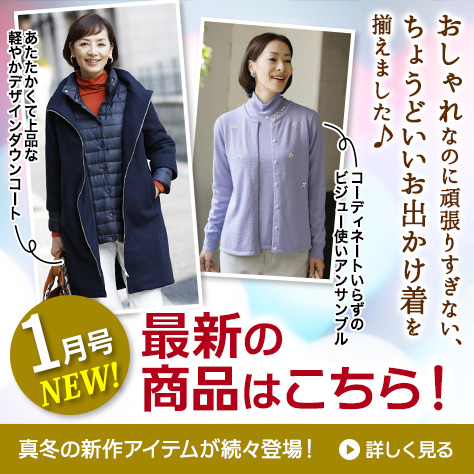 おしゃれなのに頑張りすぎない、
ちょうどいいお出かけ着を
揃えました♪
あたたかくて上品な
軽やかデザインダウンコート
コーディネートいらずの
ビジュー使いアンサンブル
1月号
NEW!
最新の
商品はこちら！
真冬の新作アイテムが続々登場！
詳しく見る